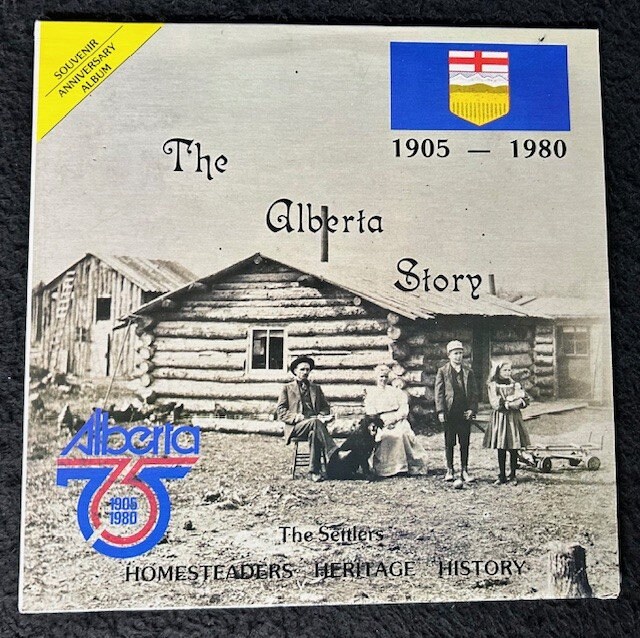 SOUVENIR
ANNIVERSARY
ALBUM
1905 — 1980
The
Alberta
Story
Alberta
75
1905
1980
The Settlers
HOMESTEADERS HERITAGE HISTORY